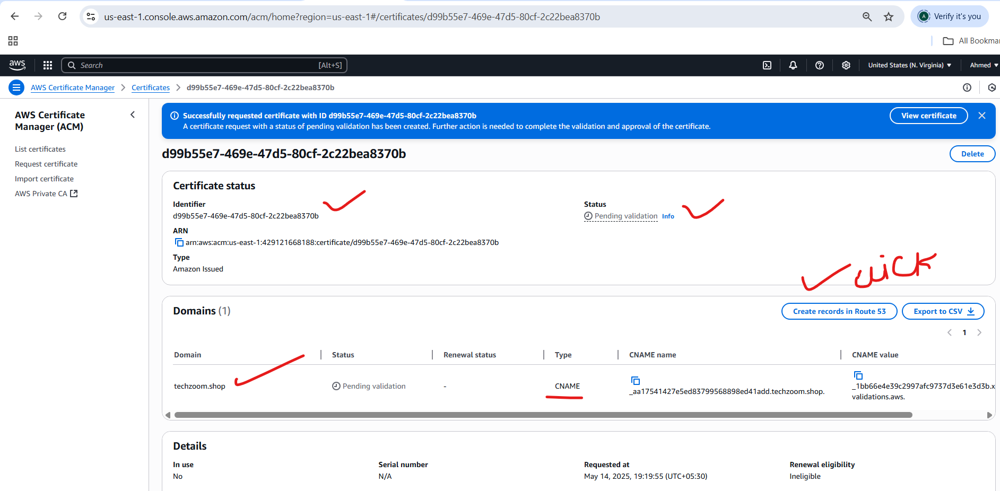 us-east-1.console.aws.amazon.com/acm/home?region=us-east-1#/certificates/d99b55e7-469e-47d5-80cf-2c22bea8370b
A
Verify it's you
All Bookmar
aws
Search
[Alt+S]
United States (N. Virginia)
Ahmed
AWS Certificate Manager
Certificates
d99b55e7-469e-47d5-80cf-2c22bea8370b
AWS Certificate
Manager (ACM)
List certificates
Request certificate
Import certificate
AWS Private CA
Successfully requested certificate with ID d99b55e7-469e-47d5-80cf-2c22bea8370b
A certificate request with a status of pending validation has been created. Further action is needed to complete the validation and approval of the certificate.
View certificate
d99b55e7-469e-47d5-80cf-2c22bea8370b
Delete
Certificate status
Identifier
d99b55e7-469e-47d5-80cf-2c22bea8370b
Status
Pending validation Info
ARN
arn:aws:acm:us-east-1:429121668188:certificate/d99b55e7-469e-47d5-80cf-2c22bea8370b
Type
Amazon Issued
Domains (1)
Create records in Route 53
Export to CSV
1
Domain Status Renewal status Type CNAME name CNAME value
techzoom.shop Pending validation - CNAME _aa17541427e5ed83799568898ed41add.techzoom.shop. _1bb66e4e39c2997afc9737d3e61e3d3b.x
validations.aws.
Details
In use
No
Serial number
N/A
Requested at
May 14, 2025, 19:19:55 (UTC+05:30)
Renewal eligibility
Ineligible